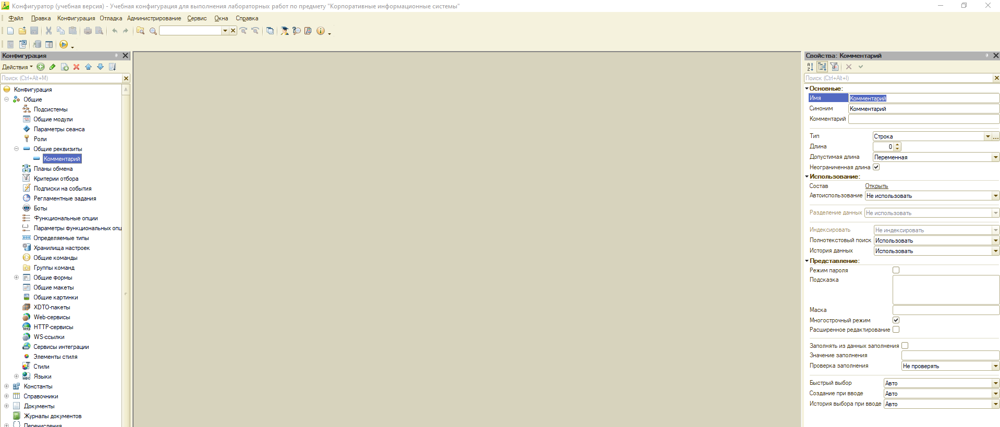 Конфигуратор (учебная версия) - Учебная конфигурация для выполнения лабораторных работ по предмету "Корпоративные информационные системы"
Файл Правка Конфигурация Отладка Администрирование Сервис Окна Справка
Конфигурация
Действия
Поиск (Ctrl+Alt+M)
Конфигурация
Общие
Подсистемы
Общие модули
Параметры сеанса
Роли
Общие реквизиты
Комментарий
Планы обмена
Критерии отбора
Подписки на события
Регламентные задания
Боты
Функциональные опции
Параметры функциональных опц
Определяемые типы
Хранилища настроек
Общие команды
Группы команд
Общие формы
Общие макеты
Общие картинки
XDTO-пакеты
Web-сервисы
HTTP-сервисы
WS-ссылки
Сервисы интеграции
Элементы стиля
Стили
Языки
Константы
Справочники
Документы
Журналы документов
Перечисления
Свойства: Комментарий
Поиск (Ctrl+Alt+I)
Основные:
Имя Комментарий
Синоним Комментарий
Комментарий
Тип Строка
Длина 0
Допустимая длина Переменная
Неограниченная длина
Использование:
Состав Открыть
Автоиспользование Не использовать
Разделение данных Не использовать
Индексировать Не индексировать
Полнотекстовый поиск Использовать
История данных Использовать
Представление:
Режим пароля
Подсказка
Маска
Многострочный режим
Расширенное редактирование
Заполнять из данных заполнения
Значение заполнения
Проверка заполнения Не проверять
Быстрый выбор Авто
Создание при вводе Авто
История выбора при вводе Авто